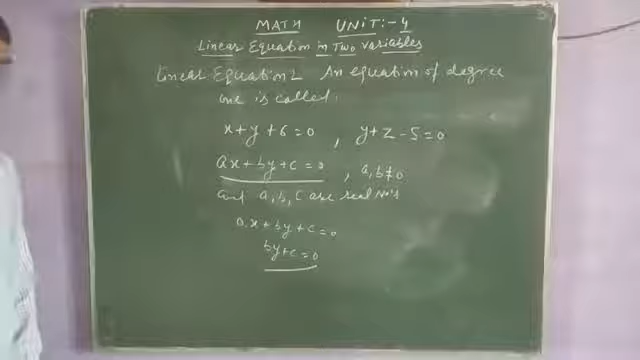 MATH UNIT:- 4
Linear Equation in Two variables
Linear Equation:- An equation of degree
one is called.
x+y+6=0 , y+z-5=0
ax+by+c=0 , a,b≠0
and a,b,c are real No's
0.x+by+c=0
by+c=0